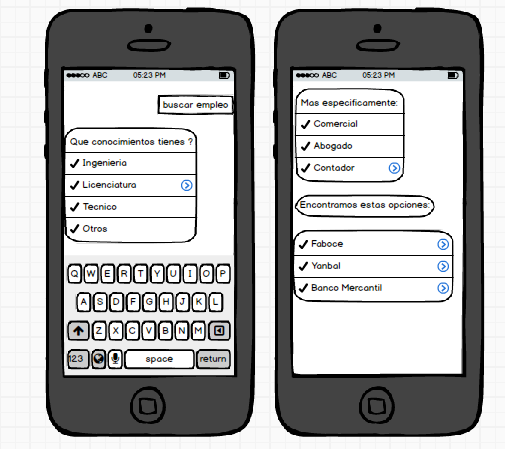 ABC 05:23 PM
buscar empleo
Que conocimientos tienes ?
Ingenieria
Licenciatura
Tecnico
Otros
Q W E R T Y U I O P
A S D F G H J K L
Z X C V B N M
123 space return
ABC 05:23 PM
Mas especificamente:
Comercial
Abogado
Contador
Encontramos estas opciones:
Faboce
Yanbal
Banco Mercantil